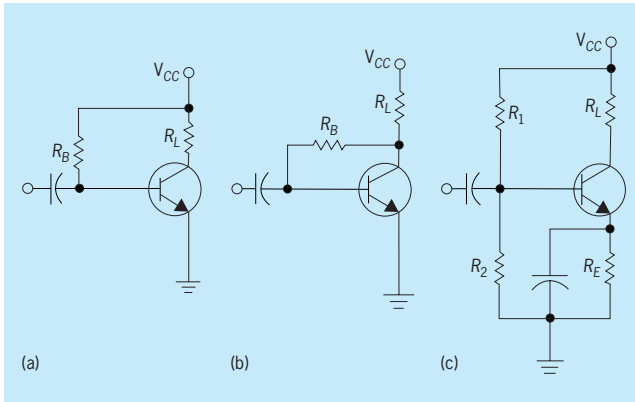 V_CC
R_B
R_L
(a)
V_CC
R_L
R_B
(b)
V_CC
R_1
R_L
R_2
R_E
(c)